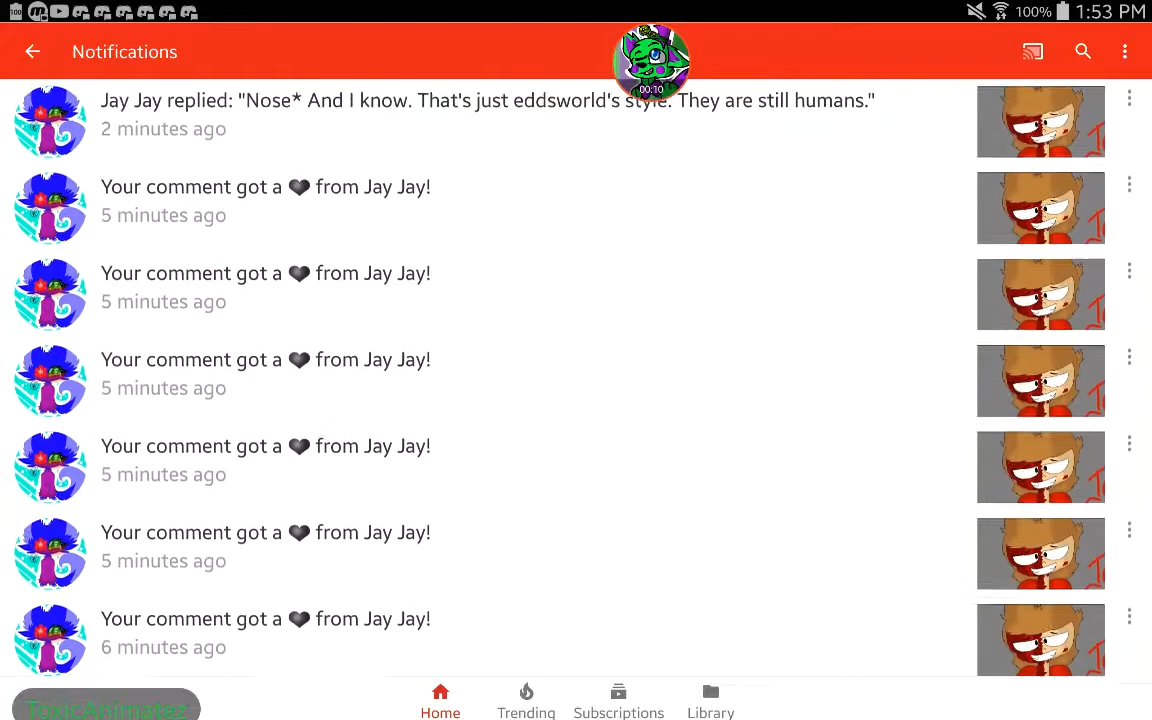 100% 1:53 PM
Notifications
00:10
Jay Jay replied: "Nose* And I know. That's just eddsworld's style. They are still humans."
2 minutes ago
Your comment got a 🖤 from Jay Jay!
5 minutes ago
Your comment got a 🖤 from Jay Jay!
5 minutes ago
Your comment got a 🖤 from Jay Jay!
5 minutes ago
Your comment got a 🖤 from Jay Jay!
5 minutes ago
Your comment got a 🖤 from Jay Jay!
5 minutes ago
Your comment got a 🖤 from Jay Jay!
6 minutes ago
ToxicAnimatez
Home Trending Subscriptions Library